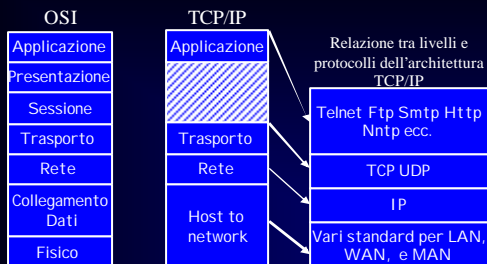 OSI
Applicazione
Presentazione
Sessione
Trasporto
Rete
Collegamento
Dati
Fisico
TCP/IP
Applicazione
Trasporto
Rete
Host to
network
Relazione tra livelli e
protocolli dell'architettura
TCP/IP
Telnet Ftp Smtp Http
Nntp ecc.
TCP UDP
IP
Vari standard per LAN,
WAN, e MAN